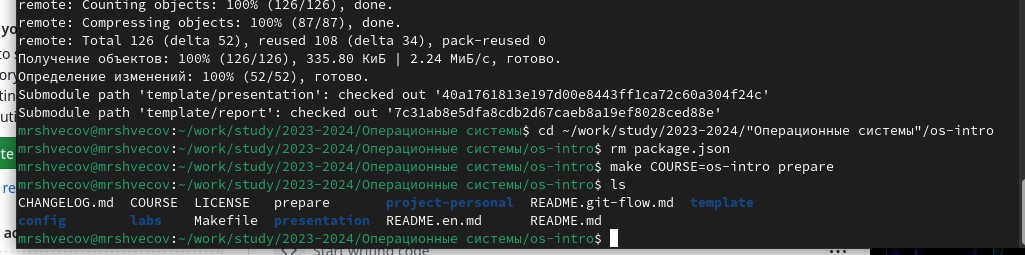 remote: Counting objects: 100% (126/126), done.
remote: Compressing objects: 100% (87/87), done.
remote: Total 126 (delta 52), reused 108 (delta 34), pack-reused 0
Получение объектов: 100% (126/126), 335.80 КиБ | 2.24 МиБ/с, готово.
Определение изменений: 100% (52/52), готово.
Submodule path 'template/presentation': checked out '40a1761813e197d00e8443ff1ca72c60a304f24c'
Submodule path 'template/report': checked out '7c31ab8e5dfa8cdb2d67caeb8a19ef8028ced88e'
mrshvecov@mrshvecov:~/work/study/2023-2024/Операционные системы$ cd ~/work/study/2023-2024/"Операционные системы"/os-intro
mrshvecov@mrshvecov:~/work/study/2023-2024/Операционные системы/os-intro$ rm package.json
mrshvecov@mrshvecov:~/work/study/2023-2024/Операционные системы/os-intro$ make COURSE=os-intro prepare
mrshvecov@mrshvecov:~/work/study/2023-2024/Операционные системы/os-intro$ ls
CHANGELOG.md COURSE LICENSE prepare project-personal README.git-flow.md template
config labs Makefile presentation README.en.md README.md
mrshvecov@mrshvecov:~/work/study/2023-2024/Операционные системы/os-intro$
Start writing code